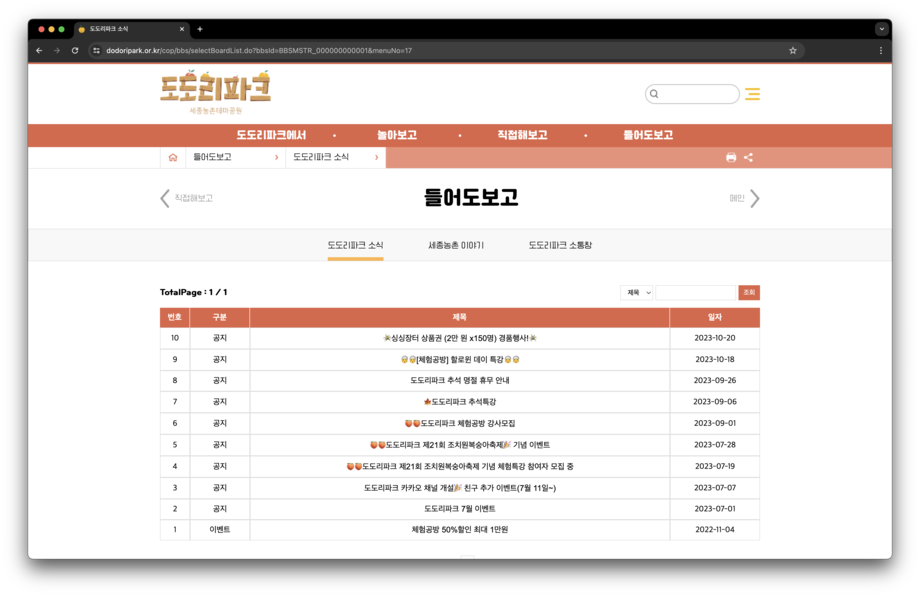 도도리파크 소식
dodoripark.or.kr/cop/bbs/selectBoardList.do?bbsId=BBSMSTR_000000000001&menuNo=17
도도리파크
세종농촌테마공원
도도리파크에서 • 놀아보고 • 직접해보고 • 들어도보고
들어도보고 > 도도리파크 소식 >
직접해보고
들어도보고
메인
도도리파크 소식 세종농촌 이야기 도도리파크 소통창
TotalPage : 1 / 1
제목 조회
번호 구분 제목 일자
10 공지 싱싱장터 상품권 (2만 원 x150명) 경품행사! 2023-10-20
9 공지 [체험공방] 할로윈 데이 특강 2023-10-18
8 공지 도도리파크 추석 명절 휴무 안내 2023-09-26
7 공지 🍁도도리파크 추석특강 2023-09-06
6 공지 🍑🍑도도리파크 체험공방 강사모집 2023-09-01
5 공지 🍑🍑도도리파크 제21회 조치원복숭아축제🎉 기념 이벤트 2023-07-28
4 공지 🍑🍑도도리파크 제21회 조치원복숭아축제 기념 체험특강 참여자 모집 중 2023-07-19
3 공지 도도리파크 카카오 채널 개설🎉 친구 추가 이벤트(7월 11일~) 2023-07-07
2 공지 도도리파크 7월 이벤트 2023-07-01
1 이벤트 체험공방 50%할인 최대 1만원 2022-11-04